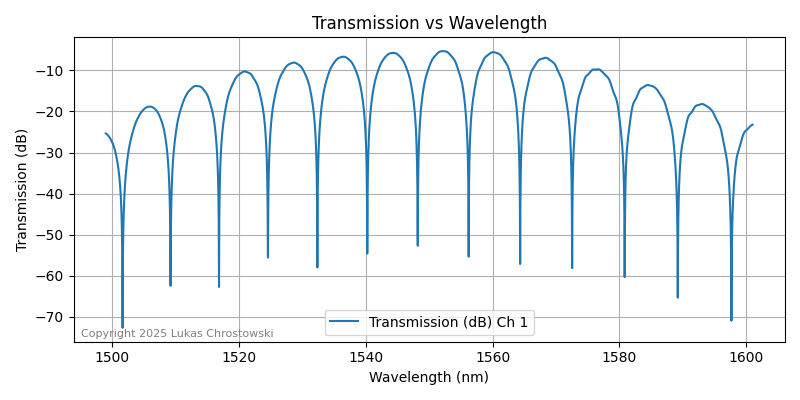 Transmission vs Wavelength
Transmission (dB)
−10
−20
−30
−40
−50
−60
−70
Transmission (dB) Ch 1
Copyright 2025 Lukas Chrostowski
1500 1520 1540 1560 1580 1600
Wavelength (nm)